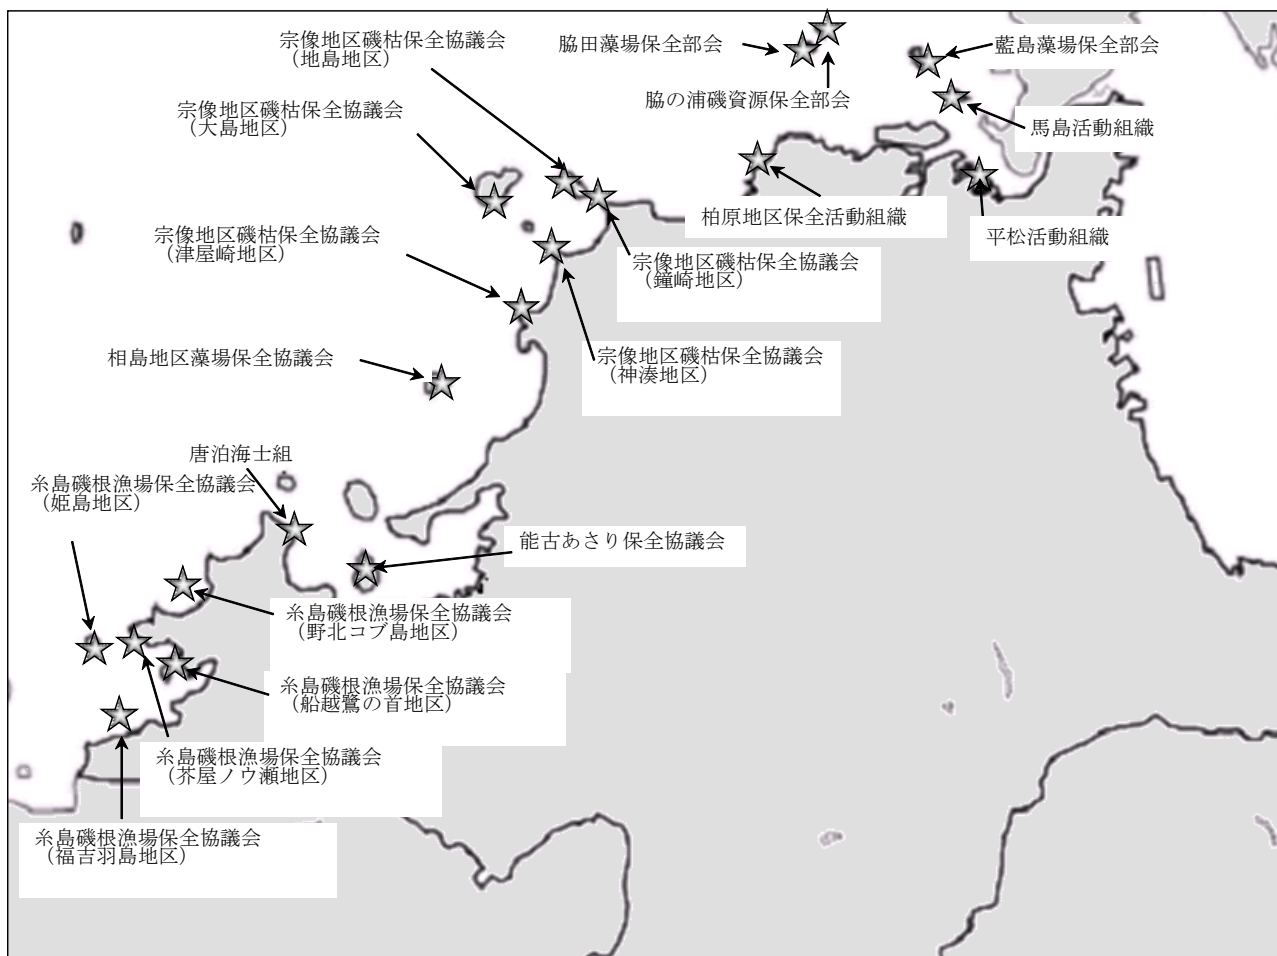 宗像地区磯枯保全協議会
（地島地区）
脇田藻場保全部会
藍島藻場保全部会
脇の浦磯資源保全部会
宗像地区磯枯保全協議会
（大島地区）
馬島活動組織
柏原地区保全活動組織
平松活動組織
宗像地区磯枯保全協議会
（津屋崎地区）
宗像地区磯枯保全協議会
（鐘崎地区）
相島地区藻場保全協議会
宗像地区磯枯保全協議会
（神湊地区）
唐泊海士組
糸島磯根漁場保全協議会
（姫島地区）
能古あさり保全協議会
糸島磯根漁場保全協議会
（野北コブ島地区）
糸島磯根漁場保全協議会
（船越鷺の首地区）
糸島磯根漁場保全協議会
（芥屋ノウ瀬地区）
糸島磯根漁場保全協議会
（福吉羽島地区）